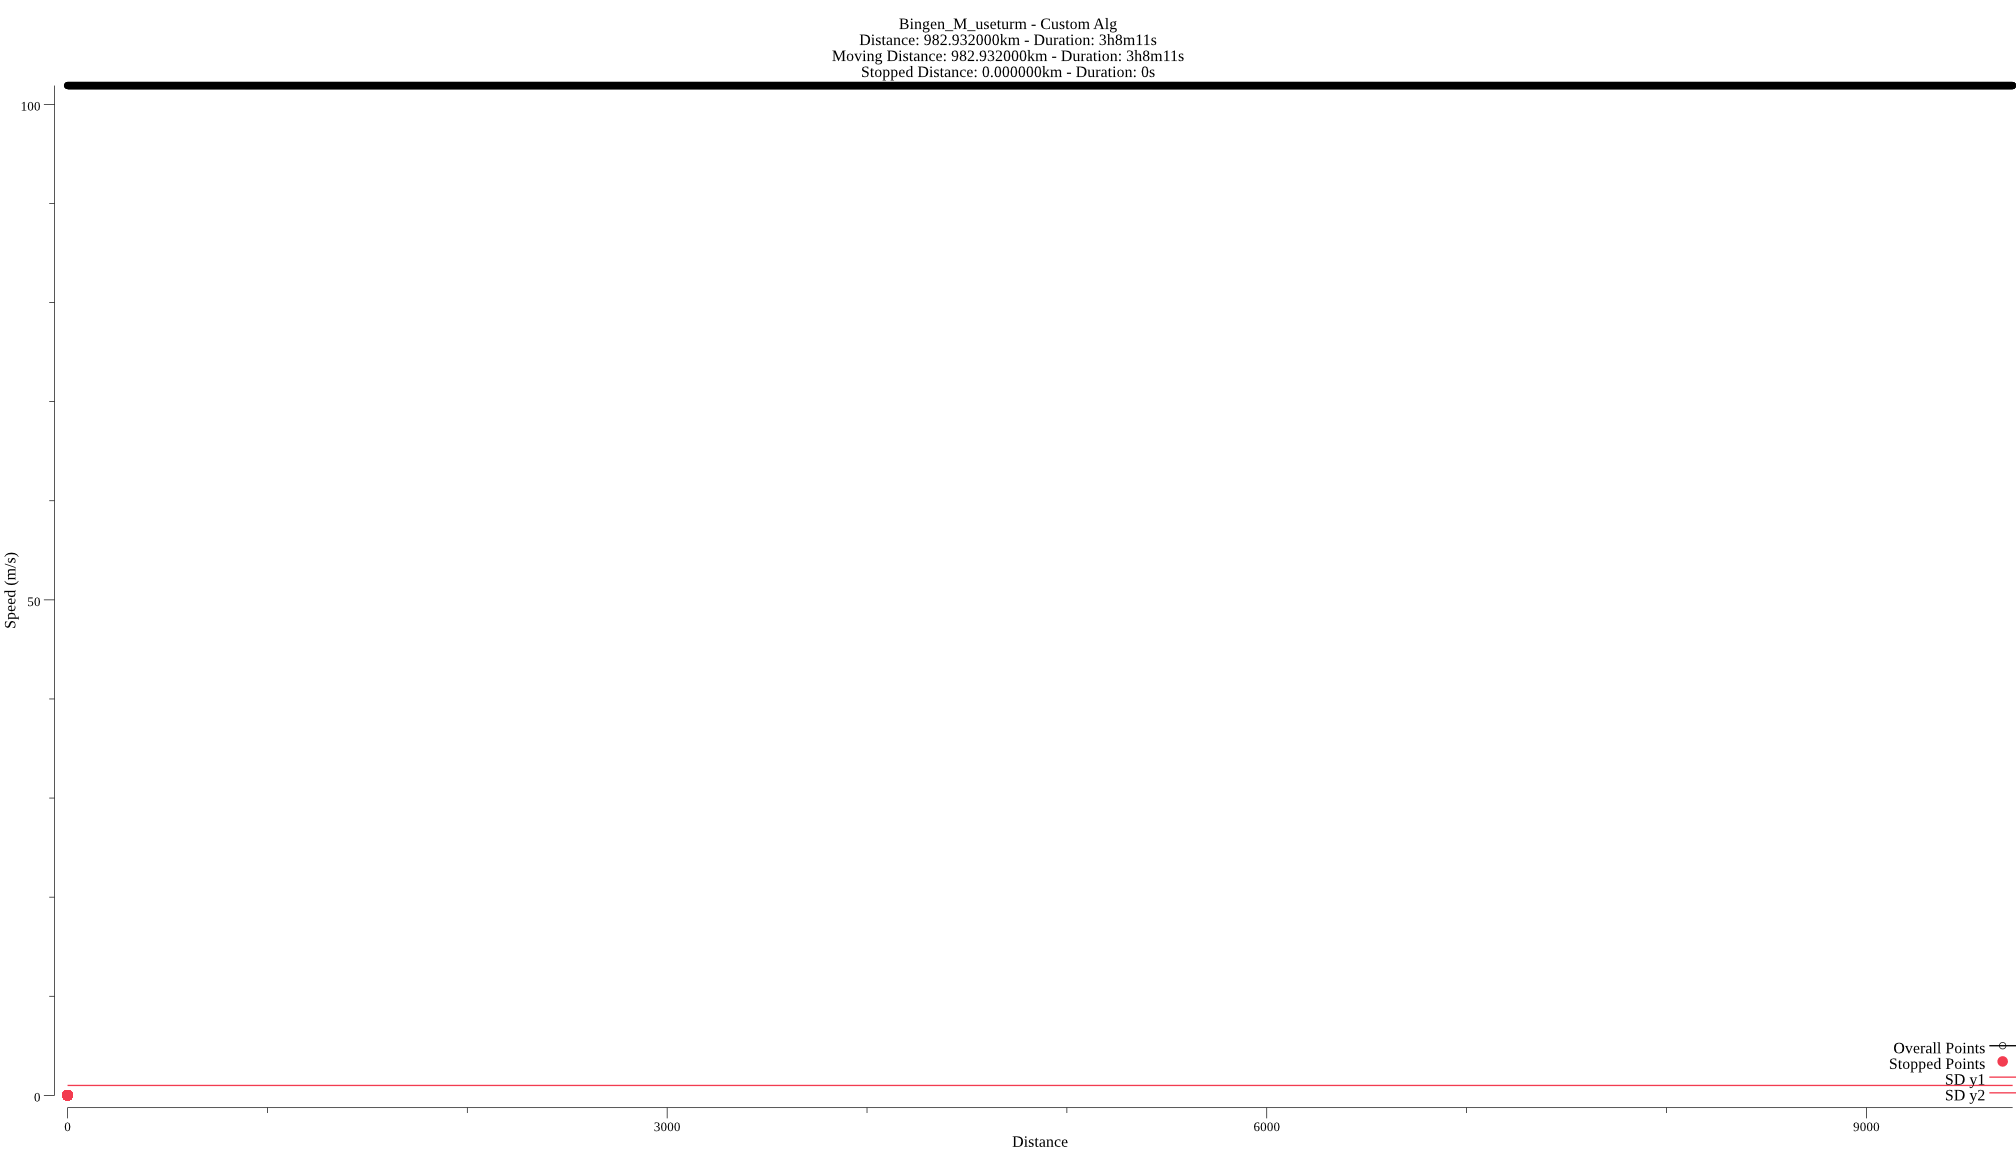 Bingen_M_useturm - Custom Alg
Distance: 982.932000km - Duration: 3h8m11s
Moving Distance: 982.932000km - Duration: 3h8m11s
Stopped Distance: 0.000000km - Duration: 0s
100
50
0
Speed (m/s)
Overall Points
Stopped Points
SD y1
SD y2
0 3000 6000 9000
Distance